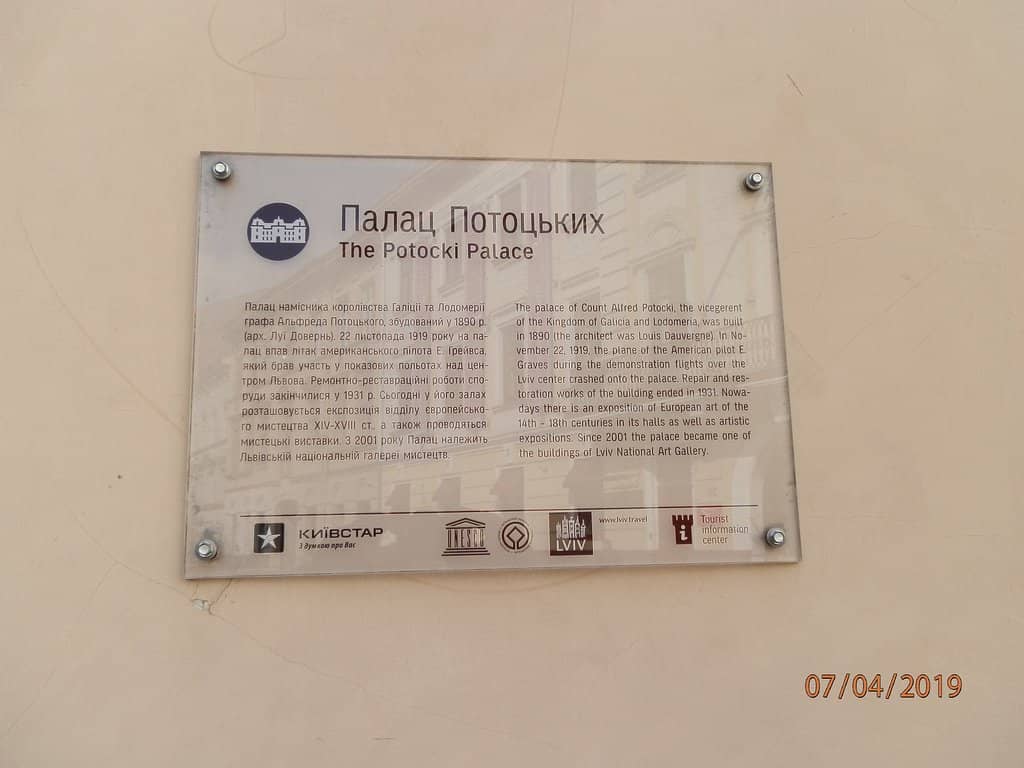 Палац Потоцьких
The Potocki Palace
Палац намісника королівства Галіції та Лодомерії
графа Альфреда Потоцького, збудований у 1890 р.
(арх. Луї Довернь). 22 листопада 1919 року на па-
лац впав літак американського пілота Е. Грейвса,
який брав участь у показових польотах над цен-
тром Львова. Ремонтно-реставраційні роботи спо-
руди закінчилися у 1931 р. Сьогодні у його залах
розташовується експозиція відділу європейсько-
го мистецтва XIV-XVIII ст., а також проводяться
мистецькі виставки. З 2001 року Палац належить
Львівській національній галереї мистецтв.
The palace of Count Alfred Potocki, the vicegerent
of the Kingdom of Galicia and Lodomeria, was built
in 1890 (the architect was Louis Dauvergne). In No-
vember 22, 1919, the plane of the American pilot E.
Graves during the demonstration flights over the
Lviv center crashed onto the palace. Repair and res-
toration works of the building ended in 1931. Nowa-
days there is an exposition of European art of the
14th - 18th centuries in its halls as well as artistic
expositions. Since 2001 the palace became one of
the buildings of Lviv National Art Gallery.
КИЇВСТАР
З думкою про Вас
UNESCO
LVIV
www.lviv.travel
Tourist
information
center
07/04/2019